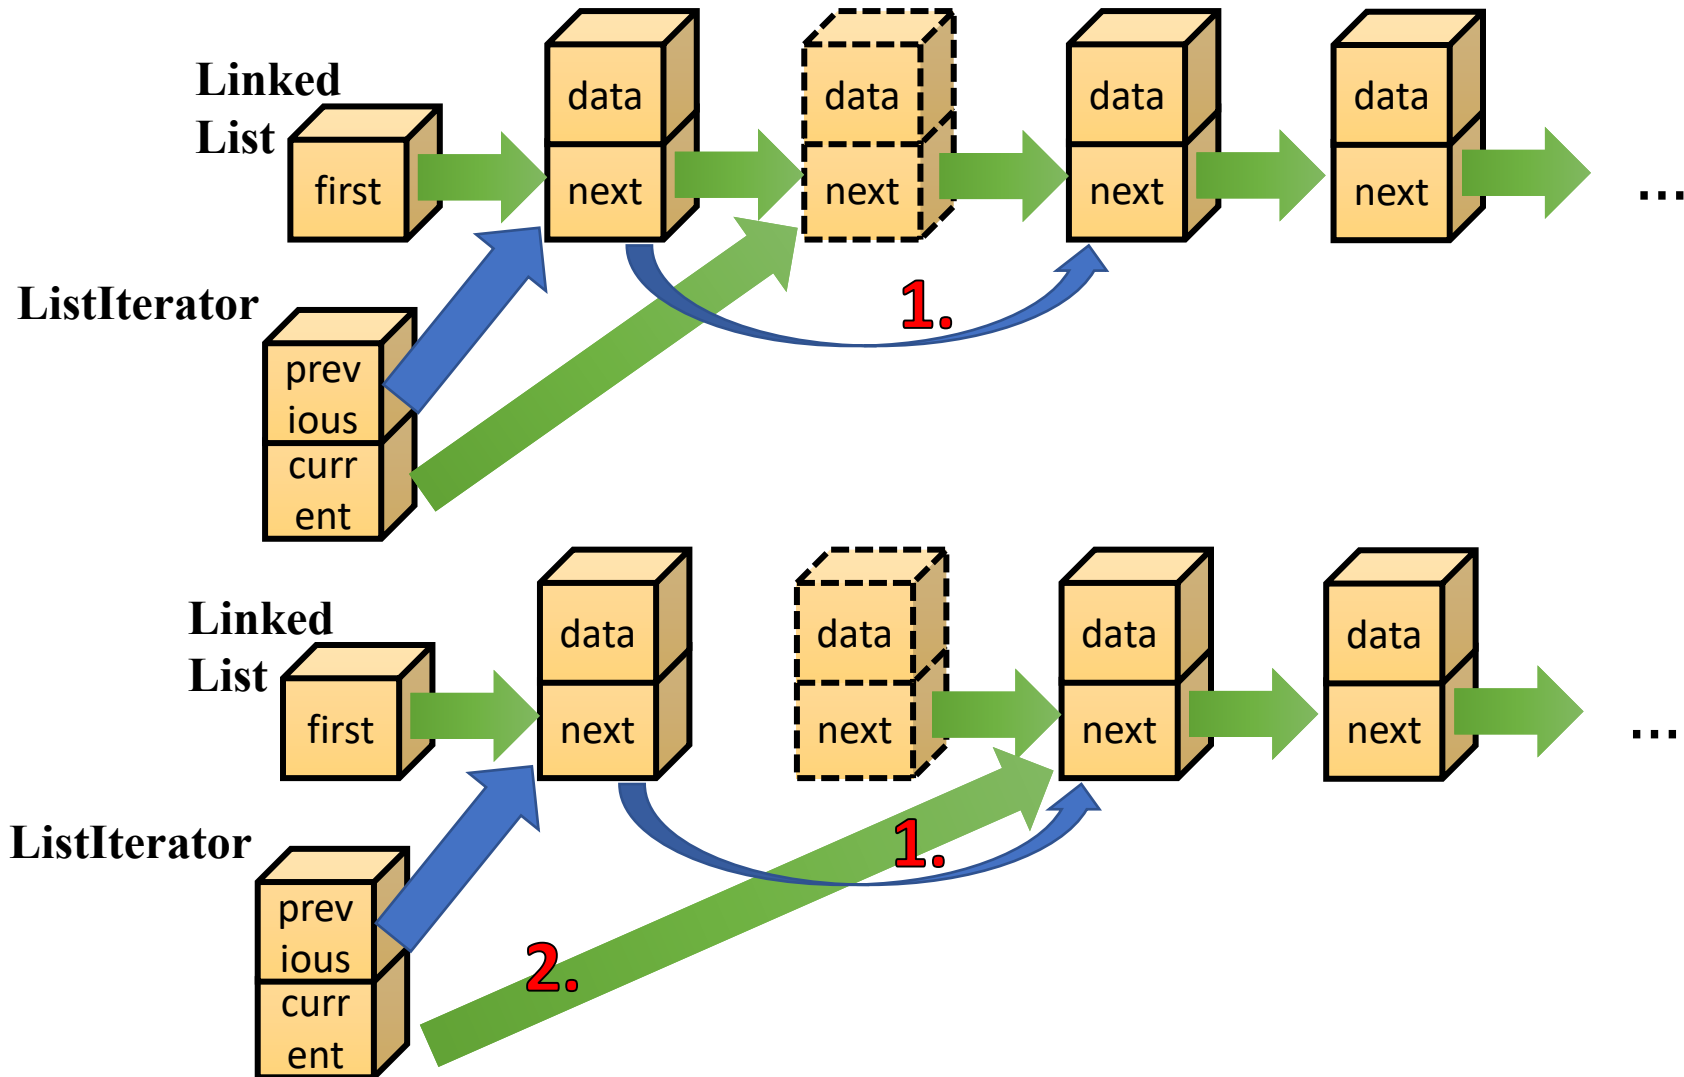 Linked
List
first
data
next
data
next
data
next
data
next
...
ListIterator
prev
ious
curr
ent
1.
Linked
List
first
data
next
data
next
data
next
data
next
...
ListIterator
prev
ious
curr
ent
1.
2.